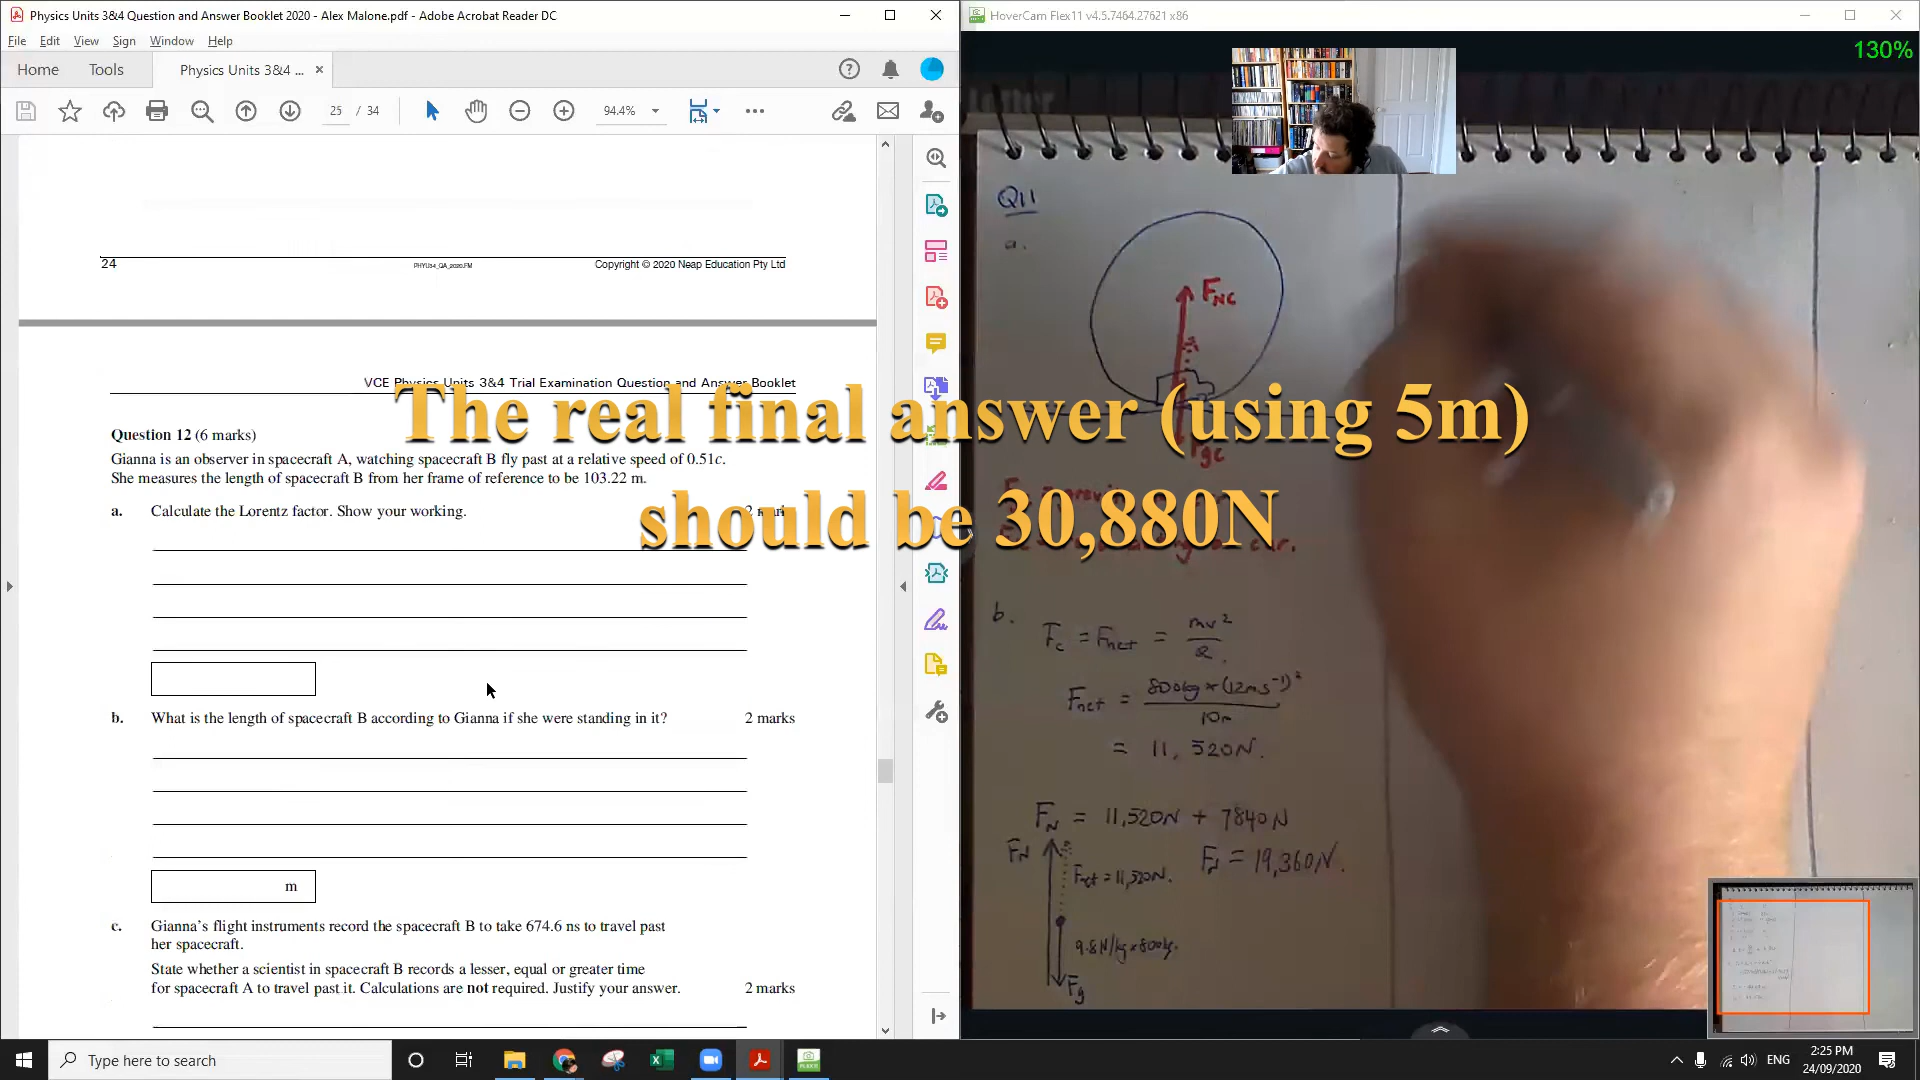 Physics Units 3&4 Question and Answer Booklet 2020 - Alex Malone.pdf - Adobe Acrobat Reader DC
File Edit View Sign Window Help
Home Tools Physics Units 3&4 ... ×
25 / 34 94.4%
24 PHYU34_QA_2020.FM Copyright © 2020 Neap Education Pty Ltd
VCE Physics Units 3&4 Trial Examination Question and Answer Booklet
Question 12 (6 marks)
Gianna is an observer in spacecraft A, watching spacecraft B fly past at a relative speed of 0.51c.
She measures the length of spacecraft B from her frame of reference to be 103.22 m.
a. Calculate the Lorentz factor. Show your working. 2 marks
b. What is the length of spacecraft B according to Gianna if she were standing in it? 2 marks
m
c. Gianna's flight instruments record the spacecraft B to take 674.6 ns to travel past
her spacecraft.
State whether a scientist in spacecraft B records a lesser, equal or greater time
for spacecraft A to travel past it. Calculations are not required. Justify your answer. 2 marks
The real final answer (using 5m)
should be 30,880N
HoverCam Flex11 v4.5.7464.27621 x86
130%
Q11
a.
FNC
Fgc
car.
b.
Fc = Fnet = mv²
R
Fnet = 800kg × (12ms⁻¹)²
10m
= 11,520N.
FN = 11,520N + 7840N
FN
Fnet = 11,520N.
FN = 19,360N.
9.8N/kg × 800kg.
Fg
Type here to search
ENG
2:25 PM
24/09/2020